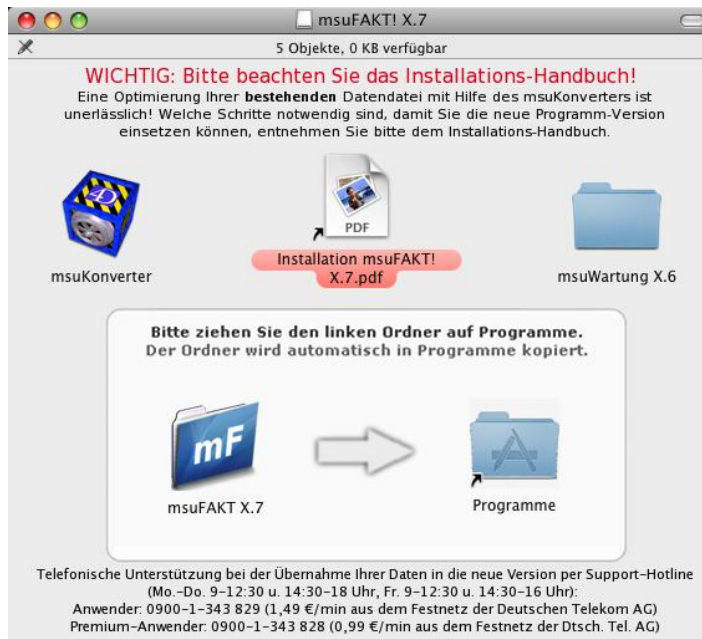 msuFAKT! X.7
5 Objekte, 0 KB verfügbar
WICHTIG: Bitte beachten Sie das Installations-Handbuch!
Eine Optimierung Ihrer bestehenden Datendatei mit Hilfe des msuKonverters ist
unerlässlich! Welche Schritte notwendig sind, damit Sie die neue Programm-Version
einsetzen können, entnehmen Sie bitte dem Installations-Handbuch.
4D
PDF
msuKonverter
Installation msuFAKT!
X.7.pdf
msuWartung X.6
Bitte ziehen Sie den linken Ordner auf Programme.
Der Ordner wird automatisch in Programme kopiert.
mF
msuFAKT X.7
Programme
Telefonische Unterstützung bei der Übernahme Ihrer Daten in die neue Version per Support-Hotline
(Mo.-Do. 9-12:30 u. 14:30-18 Uhr, Fr. 9-12:30 u. 14:30-16 Uhr):
Anwender: 0900-1-343 829 (1,49 €/min aus dem Festnetz der Deutschen Telekom AG)
Premium-Anwender: 0900-1-343 828 (0,99 €/min aus dem Festnetz der Dtsch. Tel. AG)